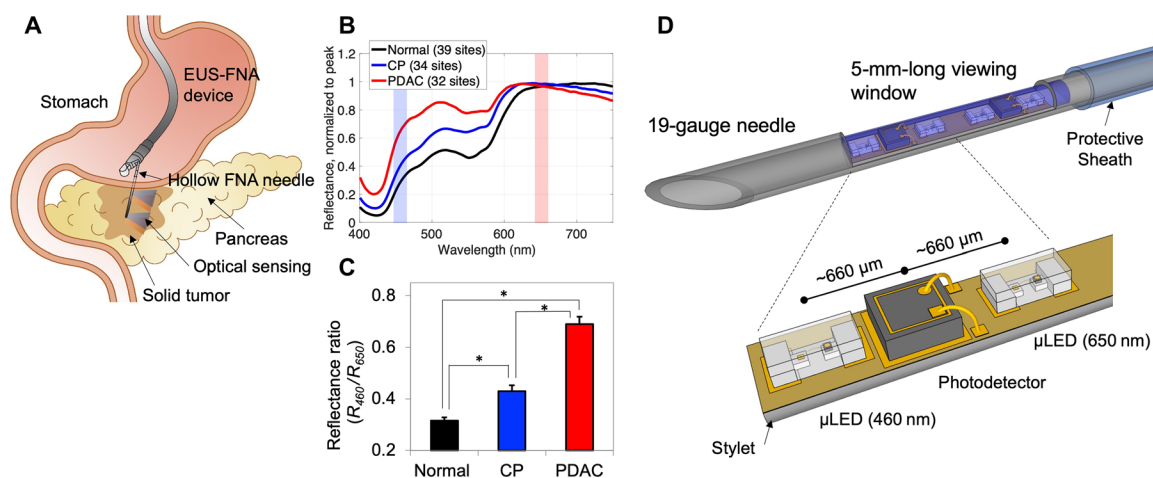 A
EUS-FNA
device
Stomach
Hollow FNA needle
Pancreas
Optical sensing
Solid tumor
B
Reflectance, normalized to peak
1.2
1
0.8
0.6
0.4
0.2
0
Normal (39 sites)
CP (34 sites)
PDAC (32 sites)
400 500 600 700
Wavelength (nm)
C
Reflectance ratio
(R460/R650)
0.8
0.6
0.4
0.2
*
*
*
Normal CP PDAC
D
5-mm-long viewing
window
19-gauge needle
Protective
Sheath
~660 µm
~660 µm
µLED (650 nm)
Photodetector
µLED (460 nm)
Stylet